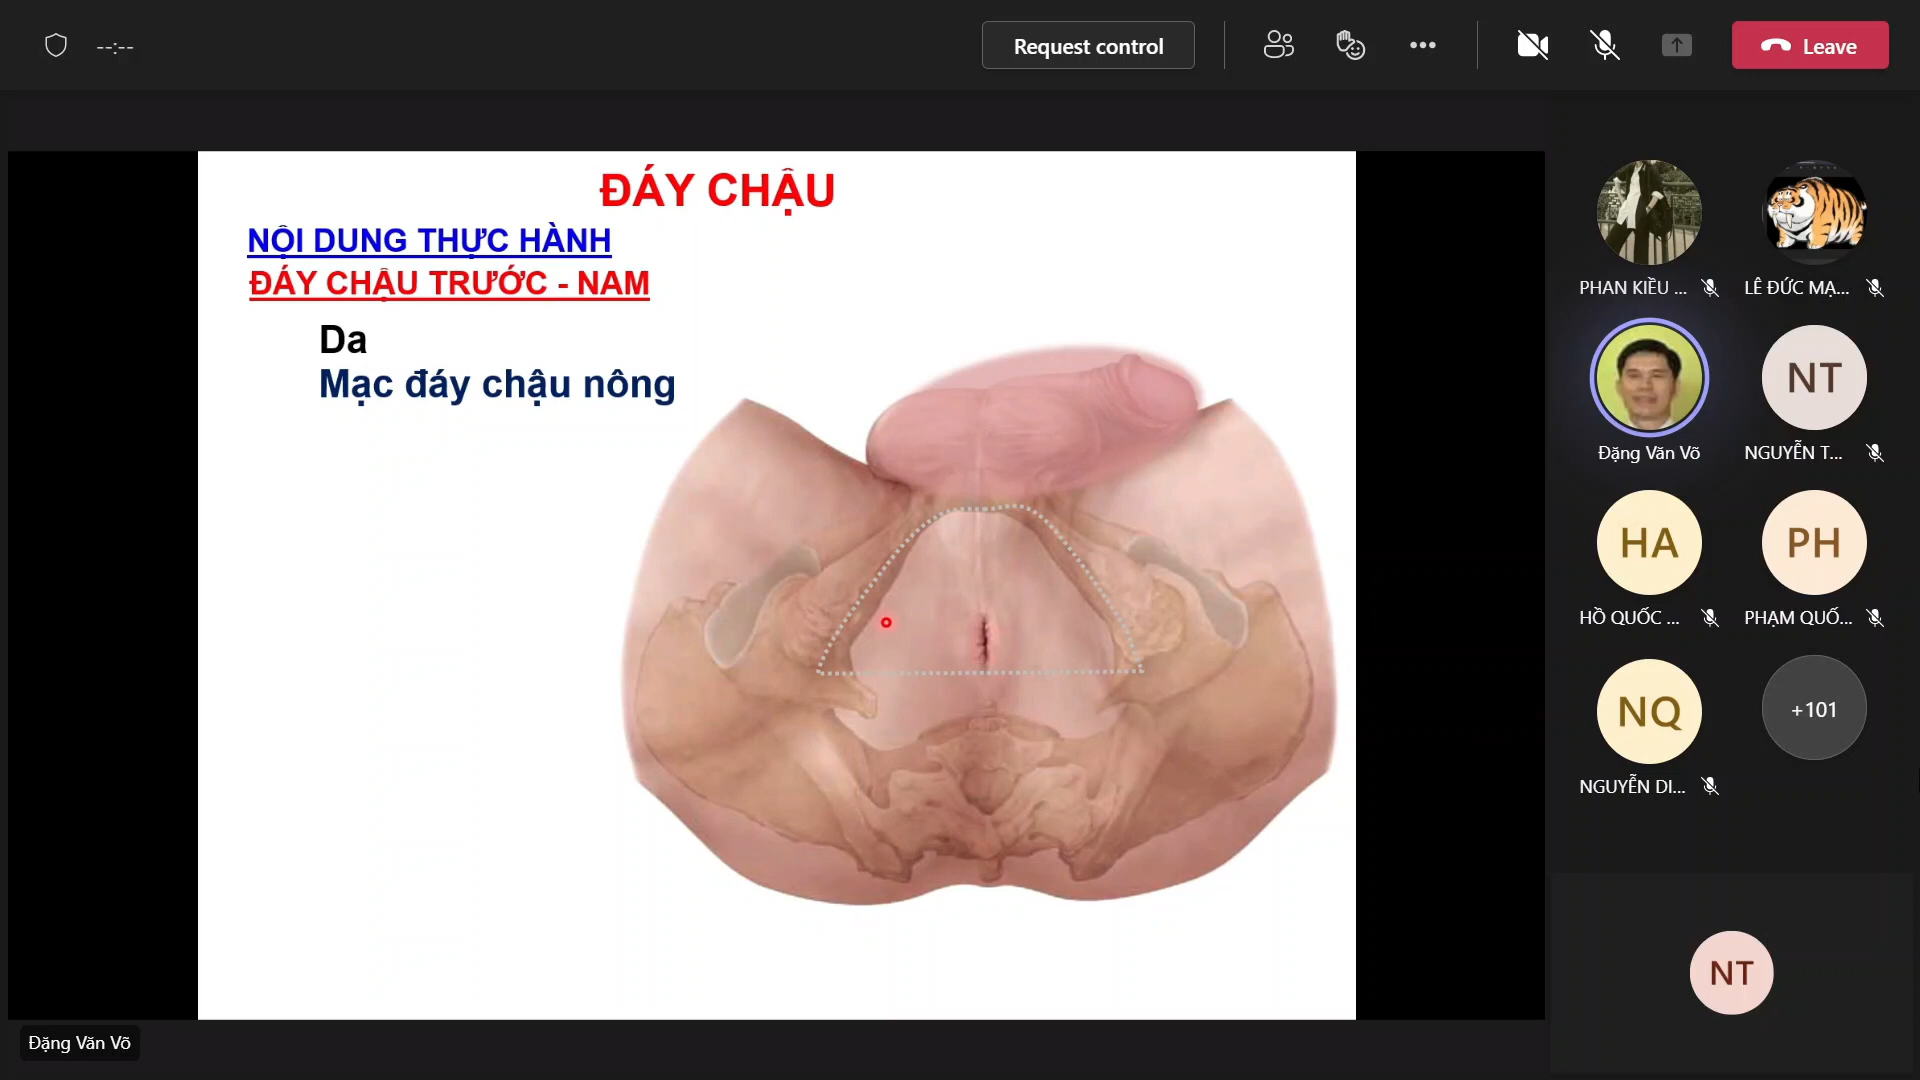 --:--
Request control
Leave
ĐÁY CHẬU
NỘI DUNG THỰC HÀNH
ĐÁY CHẬU TRƯỚC - NAM
Da
Mạc đáy chậu nông
PHAN KIỀU ...
LÊ ĐỨC MẠ...
NT
Đặng Văn Võ
NGUYỄN T...
HA
PH
HỒ QUỐC ...
PHẠM QUỐ...
NQ
+101
NGUYỄN DI...
NT
Đặng Văn Võ